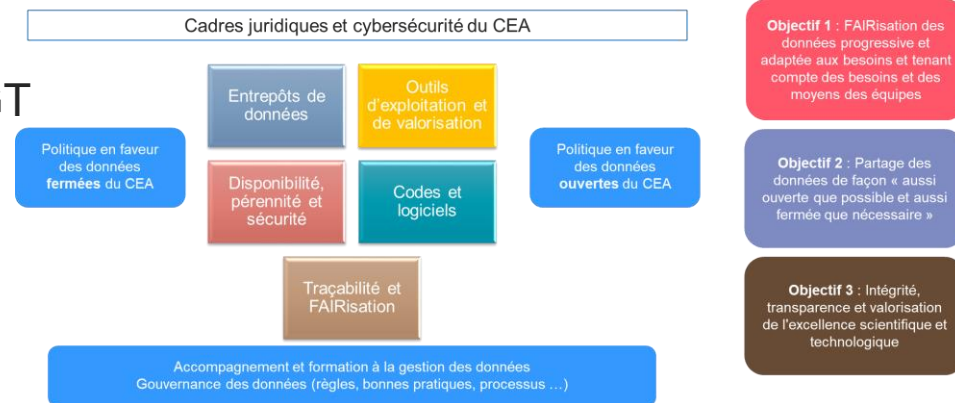 Cadres juridiques et cybersécurité du CEA
GT
Politique en faveur
des données
fermées du CEA
Entrepôts de
données
Outils
d'exploitation et
de valorisation
Disponibilité,
pérennité et
sécurité
Codes et
logiciels
Traçabilité et
FAIRisation
Politique en faveur
des données
ouvertes du CEA
Accompagnement et formation à la gestion des données
Gouvernance des données (règles, bonnes pratiques, processus ...)
Objectif 1 : FAIRisation des
données progressive et
adaptée aux besoins et tenant
compte des besoins et des
moyens des équipes
Objectif 2 : Partage des
données de façon « aussi
ouverte que possible et aussi
fermée que nécessaire »
Objectif 3 : Intégrité,
transparence et valorisation
de l'excellence scientifique et
technologique